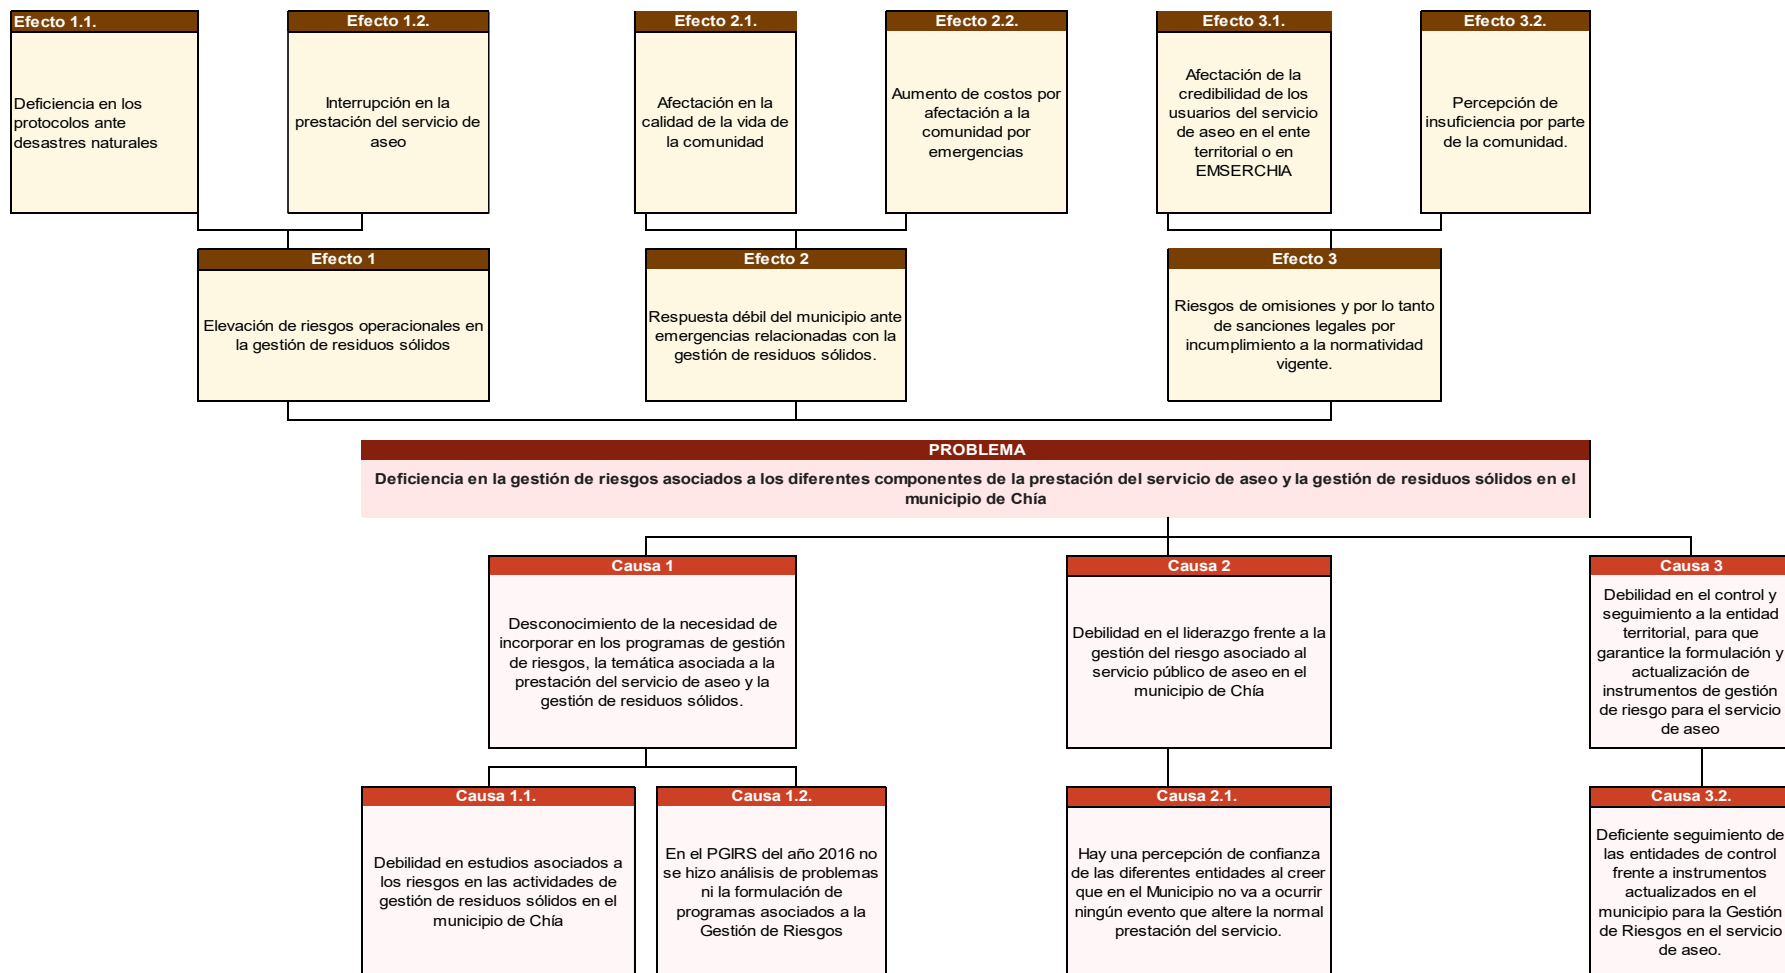 Efecto 1.1.
Deficiencia en los
protocolos ante
desastres naturales
Efecto 1.2.
Interrupción en la
prestación del servicio de
aseo
Efecto 2.1.
Afectación en la
calidad de la vida de
la comunidad
Efecto 2.2.
Aumento de costos por
afectación a la
comunidad por
emergencias
Efecto 3.1.
Afectación de la
credibilidad de los
usuarios del servicio
de aseo en el ente
territorial o en
EMSERCHIA
Efecto 3.2.
Percepción de
insuficiencia por parte
de la comunidad.
Efecto 1
Elevación de riesgos operacionales en
la gestión de residuos sólidos
Efecto 2
Respuesta débil del municipio ante
emergencias relacionadas con la
gestión de residuos sólidos.
Efecto 3
Riesgos de omisiones y por lo tanto
de sanciones legales por
incumplimiento a la normatividad
vigente.
PROBLEMA
Deficiencia en la gestión de riesgos asociados a los diferentes componentes de la prestación del servicio de aseo y la gestión de residuos sólidos en el
municipio de Chía
Causa 1
Desconocimiento de la necesidad de
incorporar en los programas de gestión
de riesgos, la temática asociada a la
prestación del servicio de aseo y la
gestión de residuos sólidos.
Causa 2
Debilidad en el liderazgo frente a la
gestión del riesgo asociado al
servicio público de aseo en el
municipio de Chía
Causa 3
Debilidad en el control y
seguimiento a la entidad
territorial, para que
garantice la formulación y
actualización de
instrumentos de gestión
de riesgo para el servicio
de aseo
Causa 1.1.
Debilidad en estudios asociados a
los riesgos en las actividades de
gestión de residuos sólidos en el
municipio de Chía
Causa 1.2.
En el PGIRS del año 2016 no
se hizo análisis de problemas
ni la formulación de
programas asociados a la
Gestión de Riesgos
Causa 2.1.
Hay una percepción de confianza
de las diferentes entidades al creer
que en el Municipio no va a ocurrir
ningún evento que altere la normal
prestación del servicio.
Causa 3.2.
Deficiente seguimiento de
las entidades de control
frente a instrumentos
actualizados en el
municipio para la Gestión
de Riesgos en el servicio
de aseo.